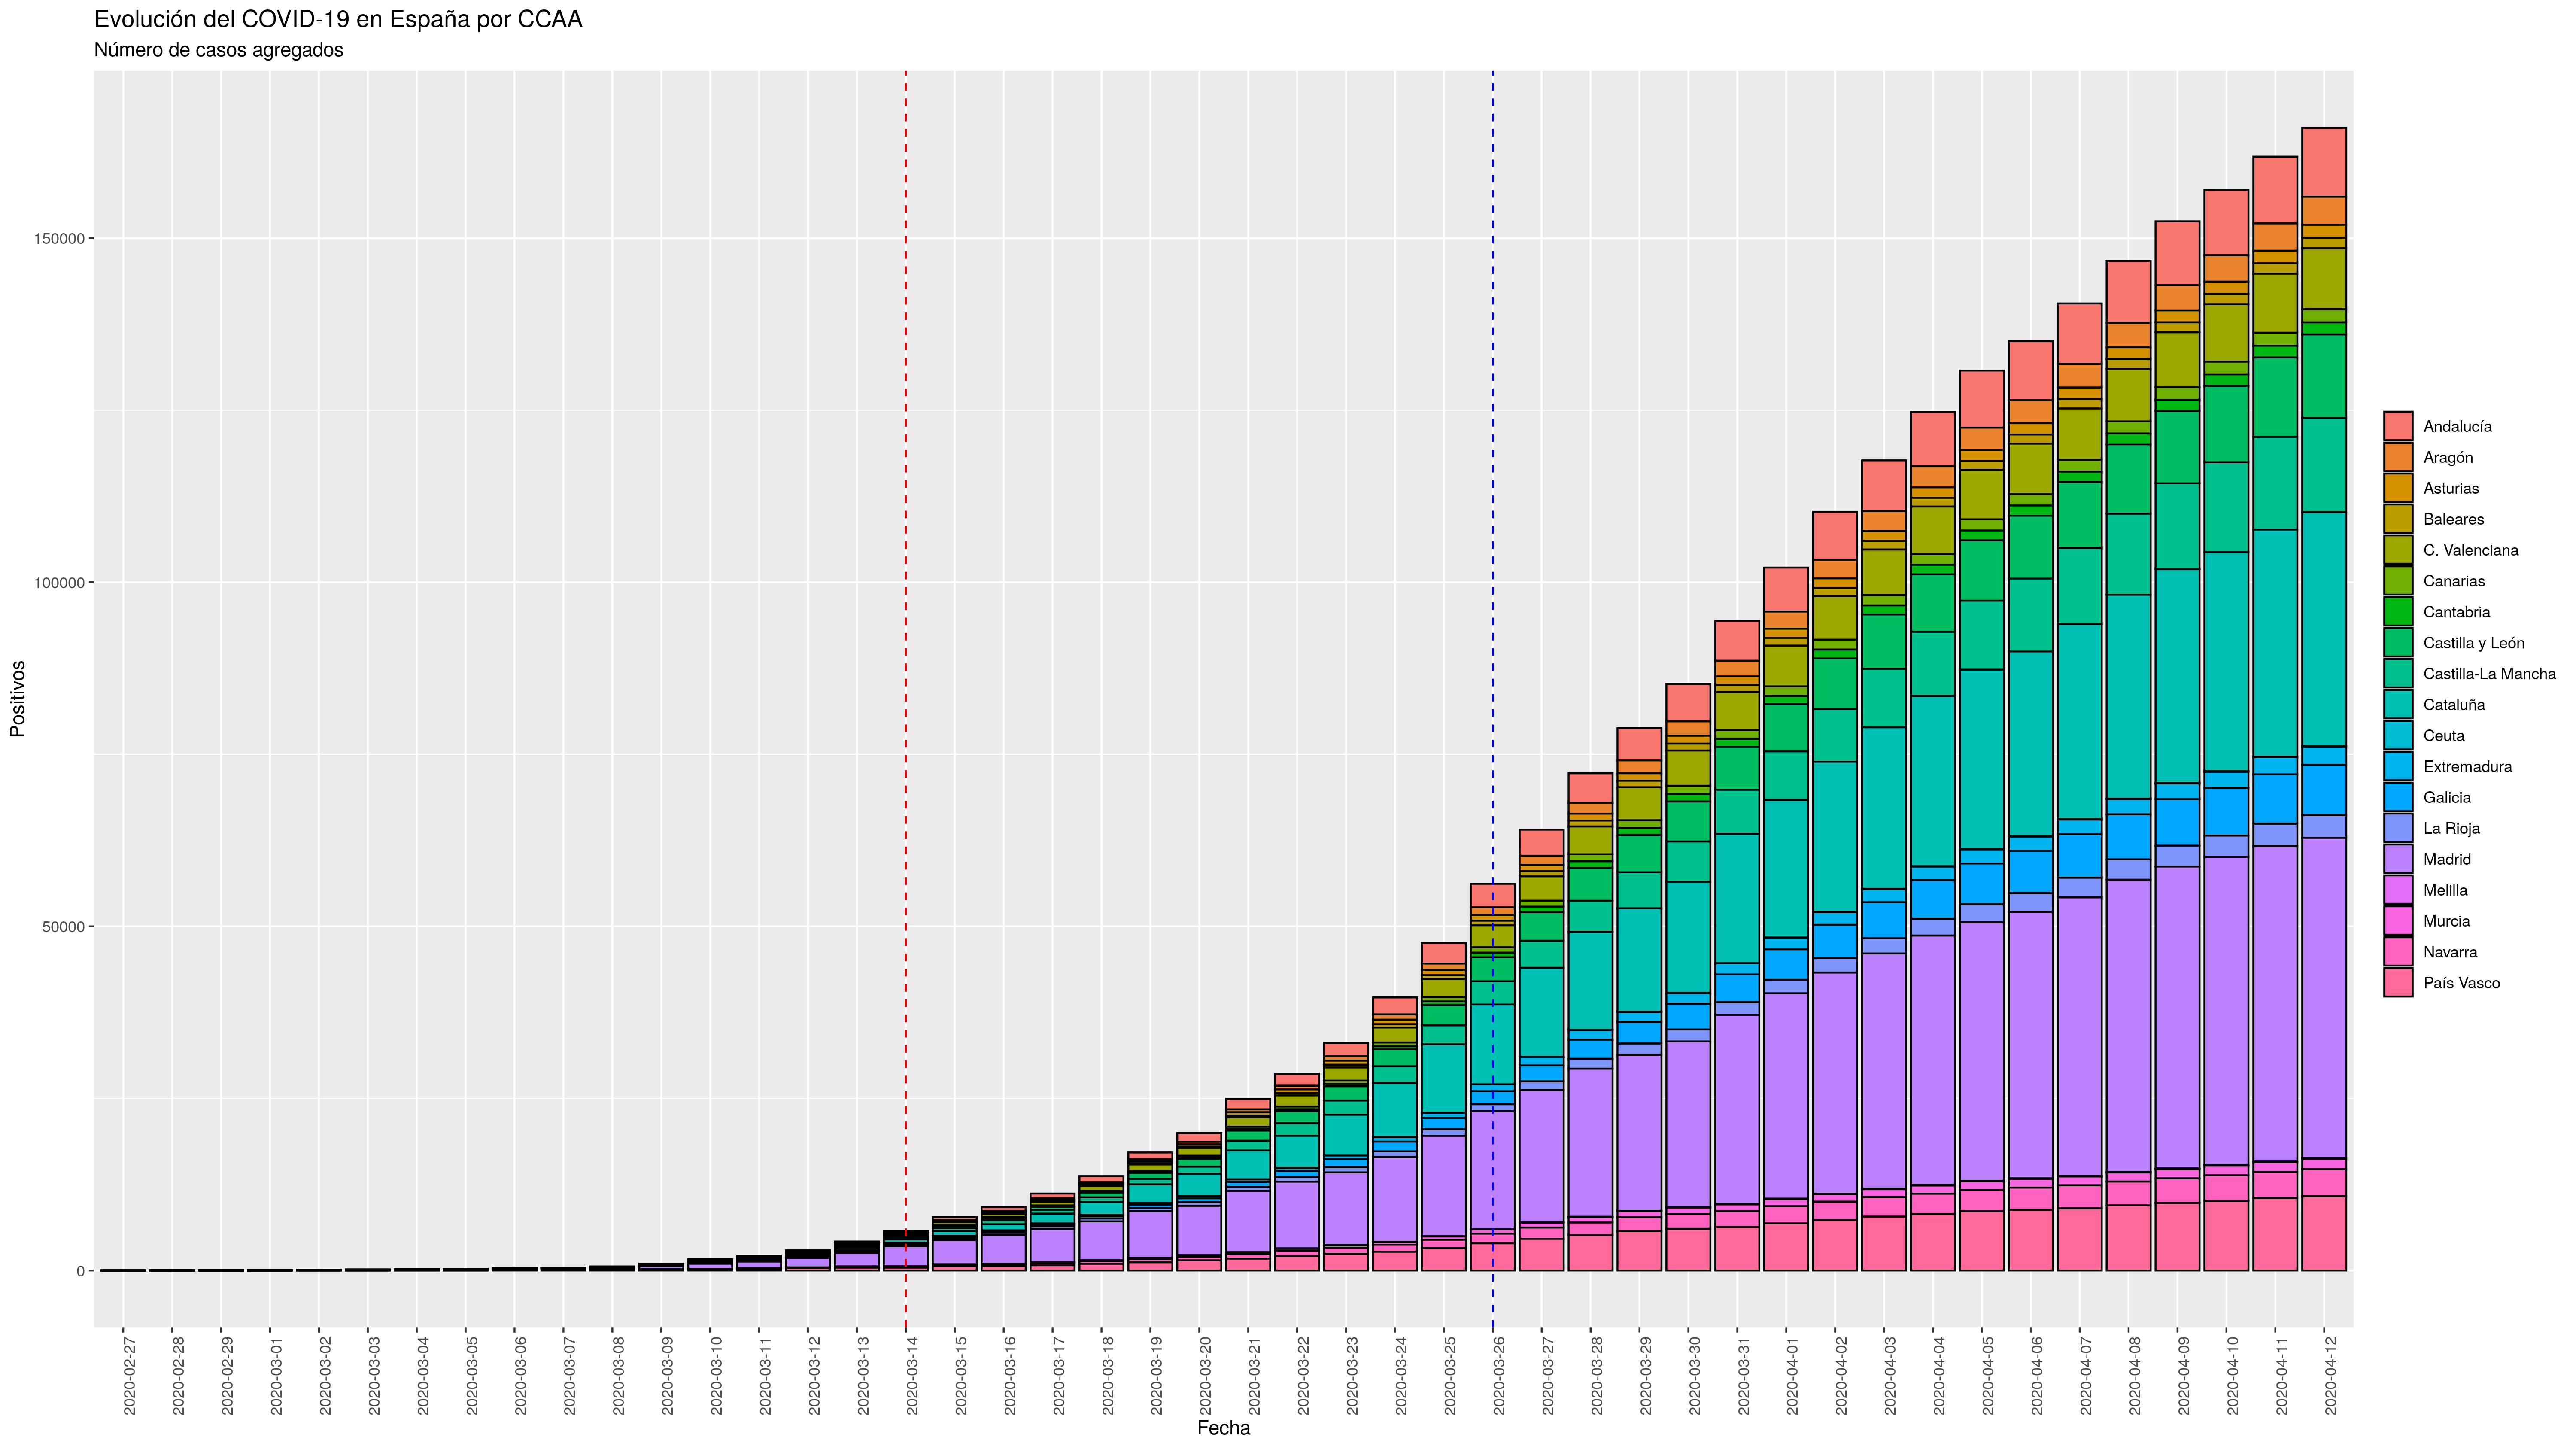 Evolución del COVID-19 en España por CCAA
Número de casos agregados
Positivos
150000
100000
50000
0
2020-02-27
2020-02-28
2020-02-29
2020-03-01
2020-03-02
2020-03-03
2020-03-04
2020-03-05
2020-03-06
2020-03-07
2020-03-08
2020-03-09
2020-03-10
2020-03-11
2020-03-12
2020-03-13
2020-03-14
2020-03-15
2020-03-16
2020-03-17
2020-03-18
2020-03-19
2020-03-20
2020-03-21
2020-03-22
2020-03-23
2020-03-24
2020-03-25
2020-03-26
2020-03-27
2020-03-28
2020-03-29
2020-03-30
2020-03-31
2020-04-01
2020-04-02
2020-04-03
2020-04-04
2020-04-05
2020-04-06
2020-04-07
2020-04-08
2020-04-09
2020-04-10
2020-04-11
2020-04-12
Fecha
Andalucía
Aragón
Asturias
Baleares
C. Valenciana
Canarias
Cantabria
Castilla y León
Castilla-La Mancha
Cataluña
Ceuta
Extremadura
Galicia
La Rioja
Madrid
Melilla
Murcia
Navarra
País Vasco